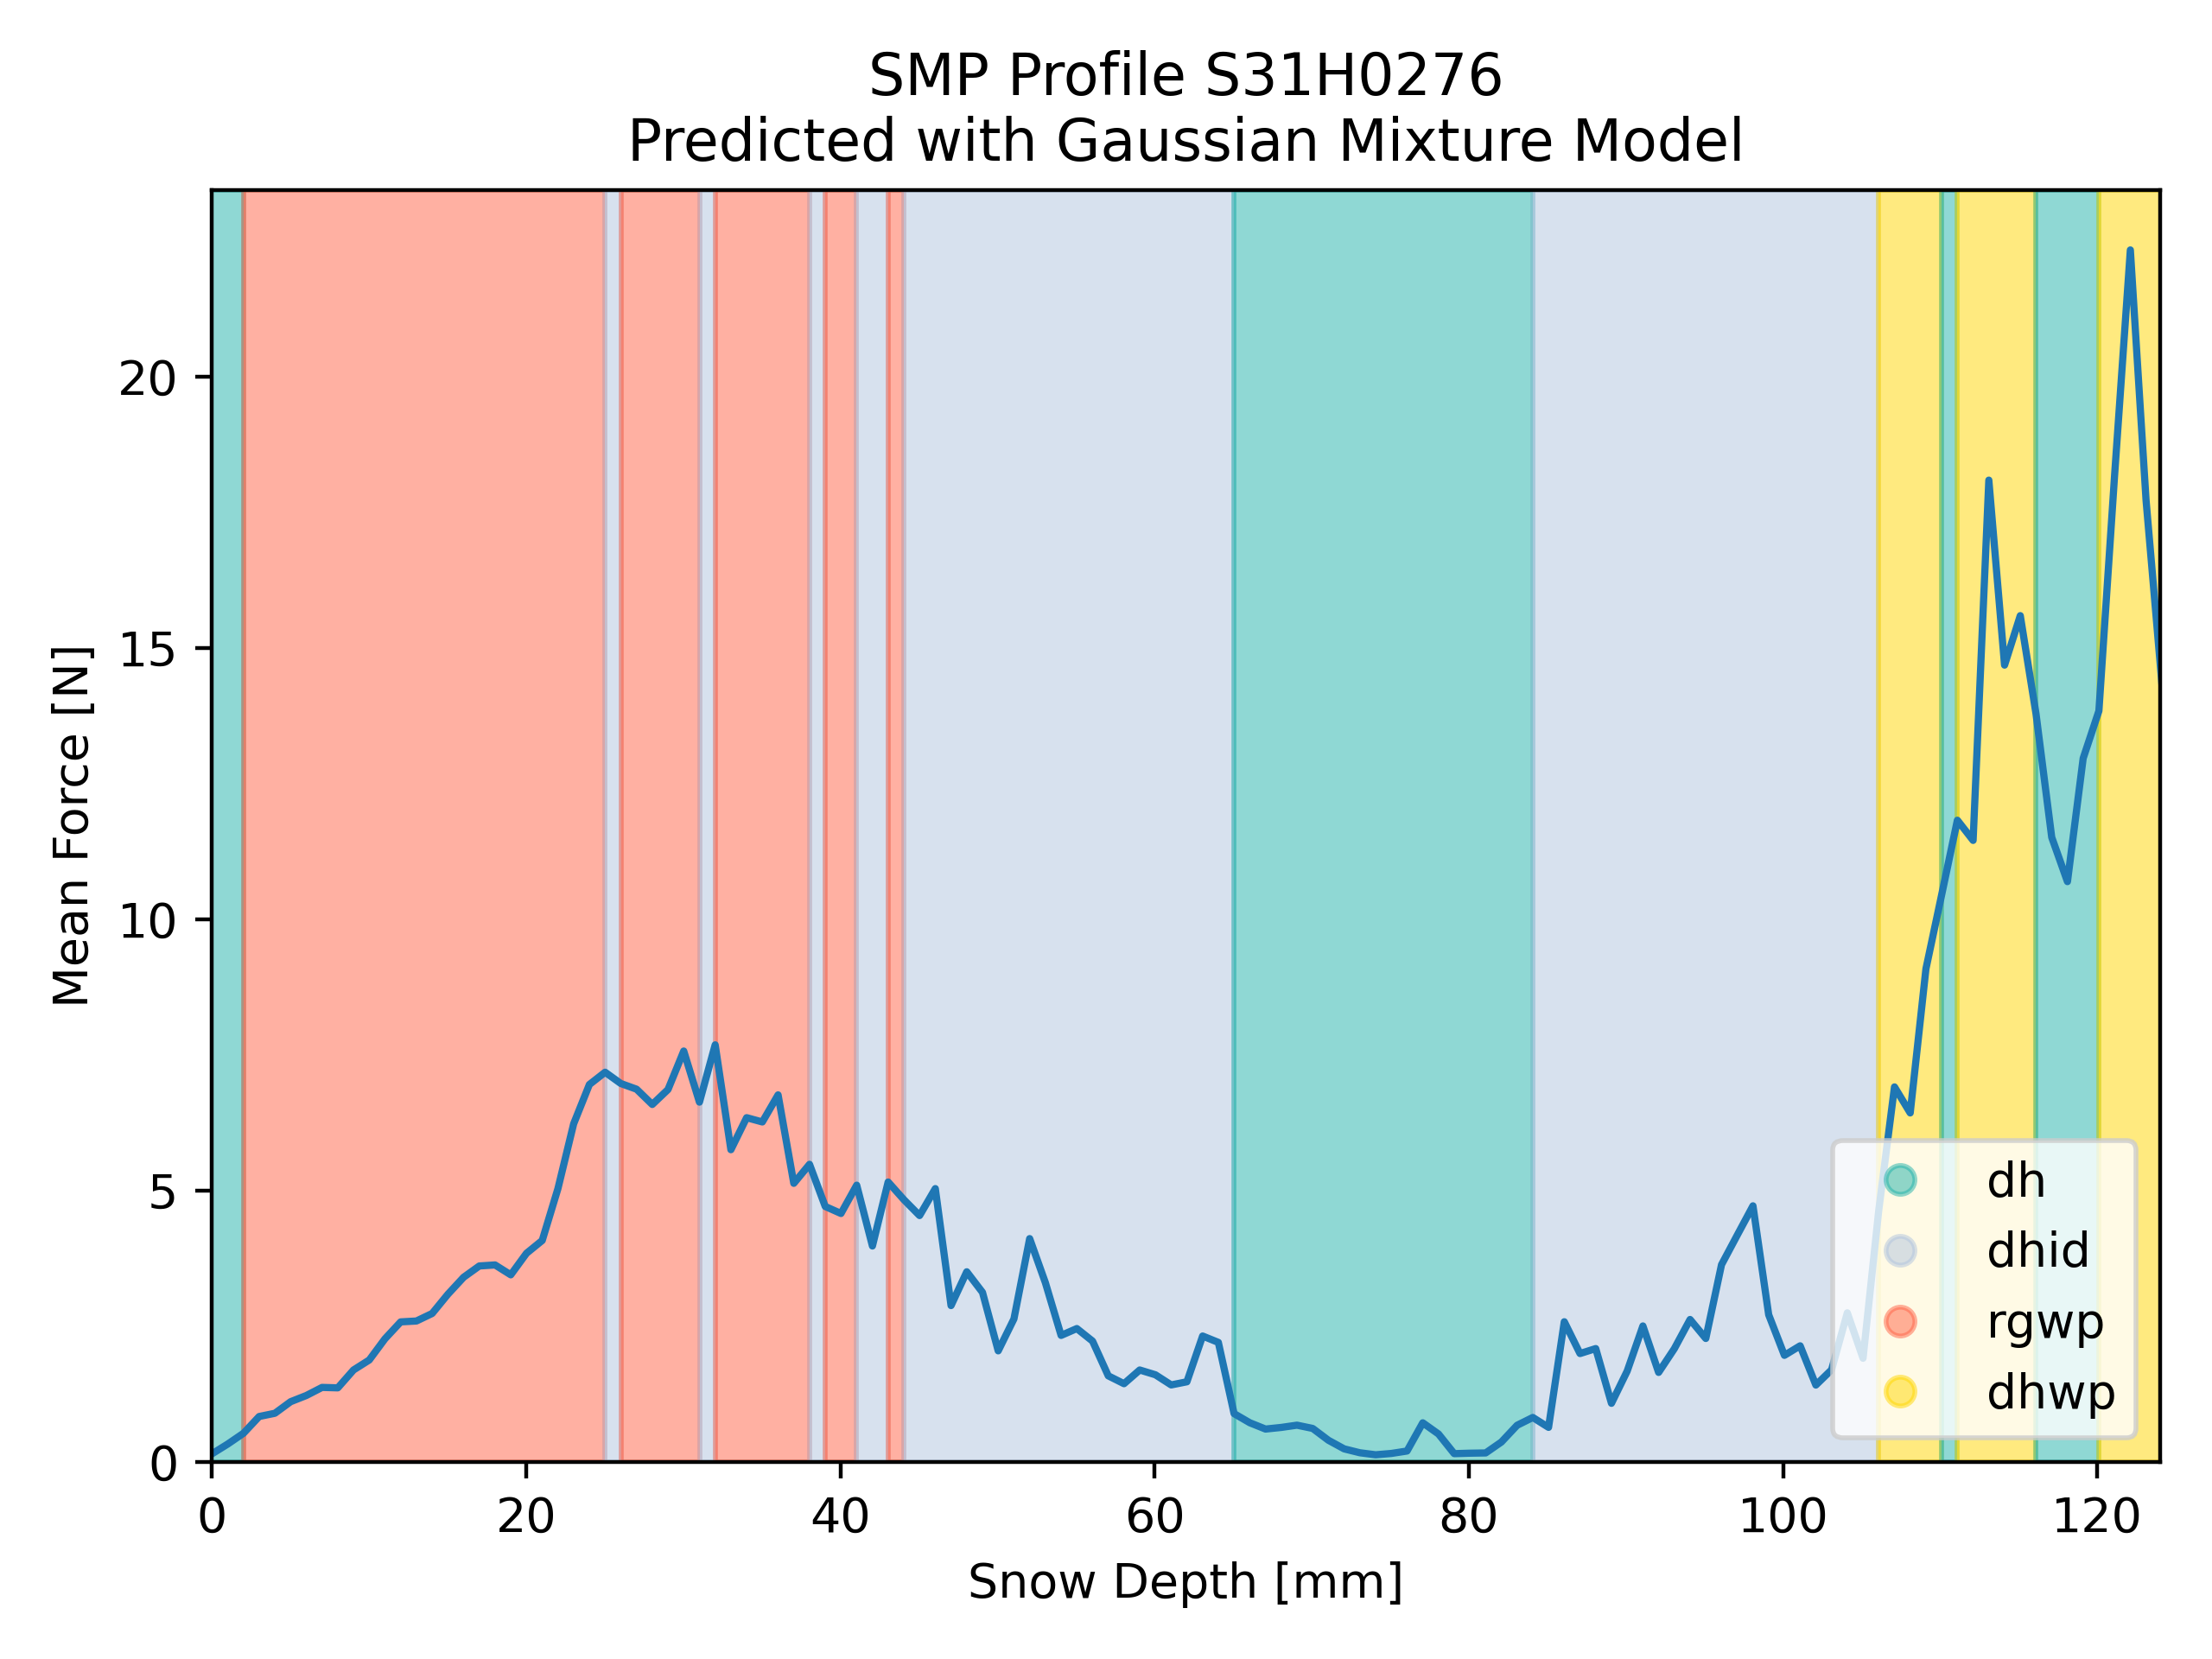 SMP Profile S31H0276
Predicted with Gaussian Mixture Model
Mean Force [N]
20
15
10
5
0
0 20 40 60 80 100 120
Snow Depth [mm]
dh
dhid
rgwp
dhwp